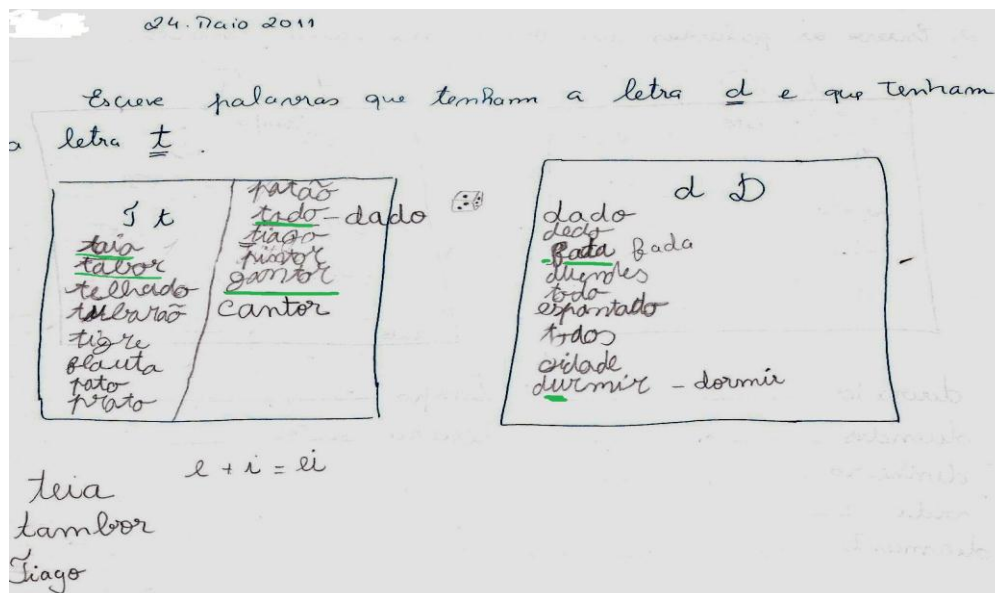 24. Maio 2011
Escreve palavras que tenham a letra d e que tenham
a letra t.
T t
taia
tabor
telhado
tubarão
tigre
flauta
pato
prato
patão
tado - dado
tiago
pintor
gantor
cantor
d D
dado
dedo
fata fada
duendes
todo
espantado
todos
cidade
durmir - dormir
e + i = ei
teia
tambor
Tiago